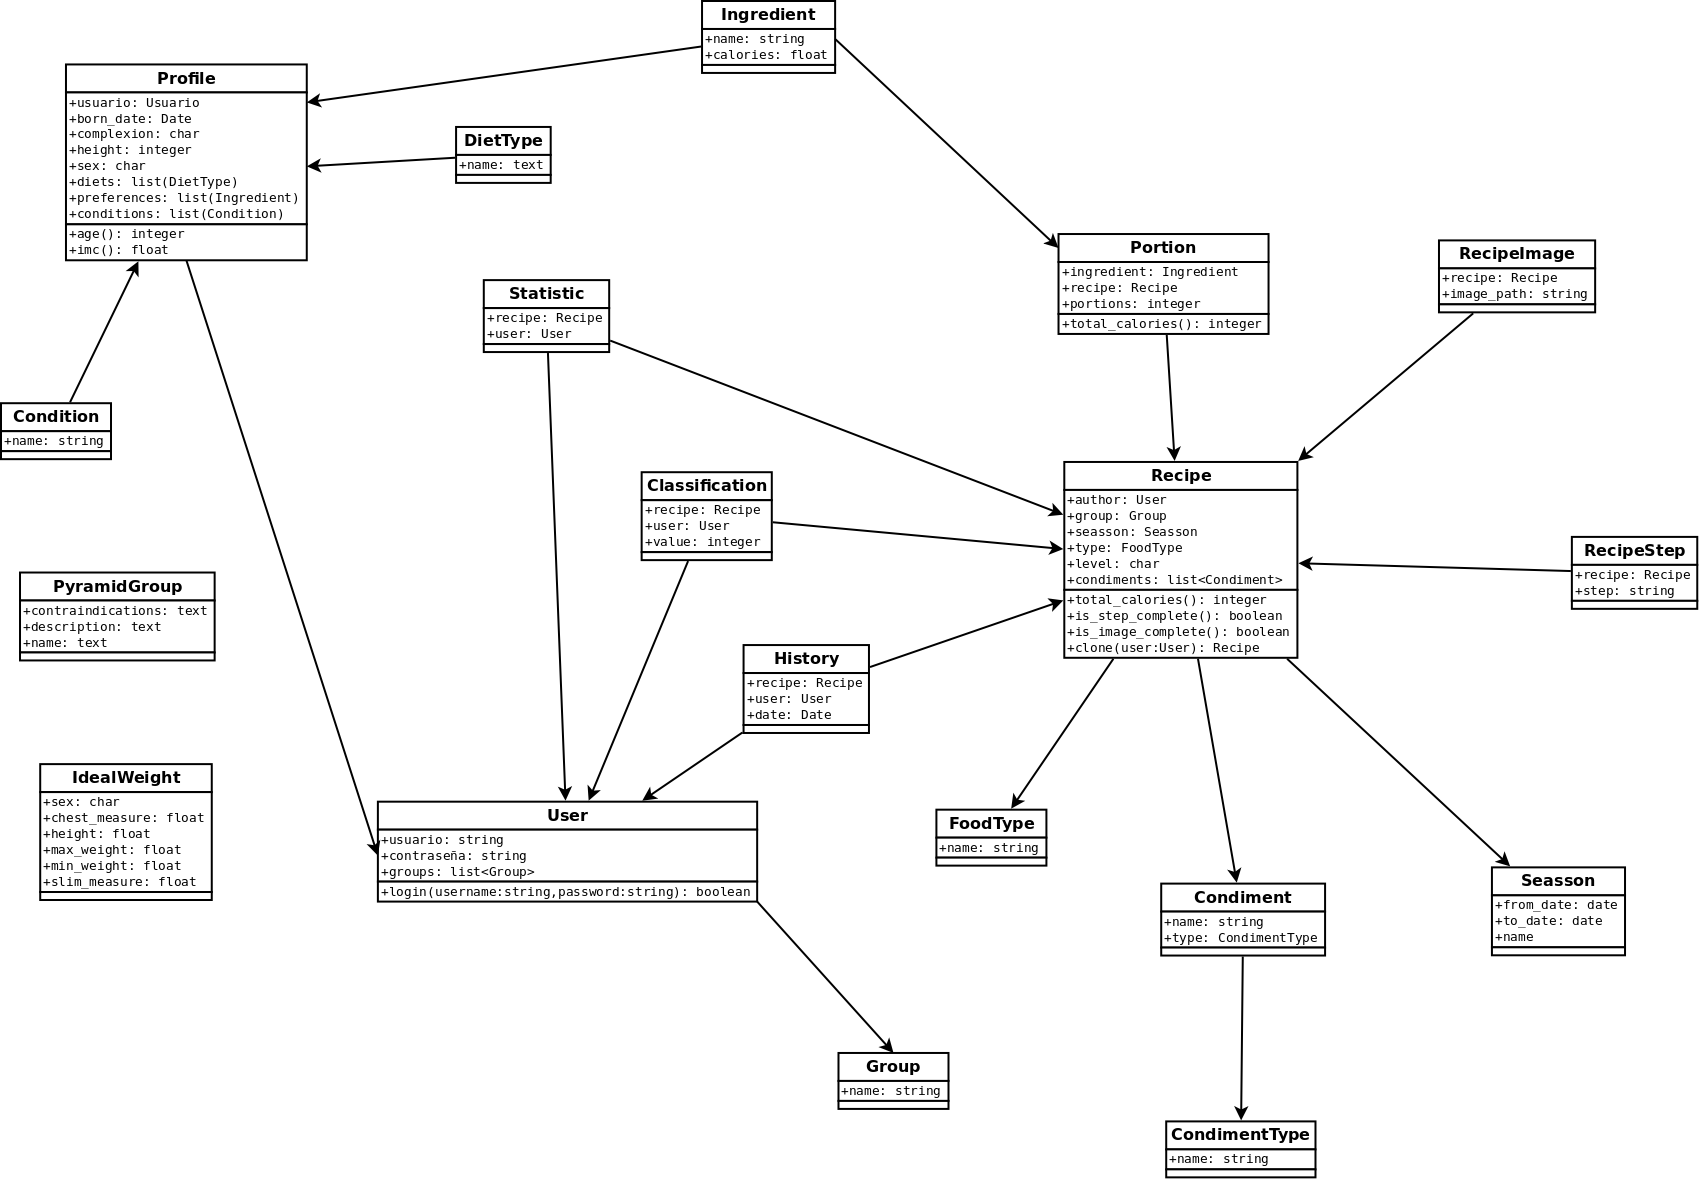 Ingredient
+name: string
+calories: float
Profile
+usuario: Usuario
+born_date: Date
+complexion: char
+height: integer
+sex: char
+diets: list(DietType)
+preferences: list(Ingredient)
+conditions: list(Condition)
+age(): integer
+imc(): float
DietType
+name: text
Portion
+ingredient: Ingredient
+recipe: Recipe
+portions: integer
+total_calories(): integer
RecipeImage
+recipe: Recipe
+image_path: string
Statistic
+recipe: Recipe
+user: User
Condition
+name: string
Classification
+recipe: Recipe
+user: User
+value: integer
Recipe
+author: User
+group: Group
+seasson: Seasson
+type: FoodType
+level: char
+condiments: list<Condiment>
+total_calories(): integer
+is_step_complete(): boolean
+is_image_complete(): boolean
+clone(user:User): Recipe
RecipeStep
+recipe: Recipe
+step: string
PyramidGroup
+contraindications: text
+description: text
+name: text
History
+recipe: Recipe
+user: User
+date: Date
IdealWeight
+sex: char
+chest_measure: float
+height: float
+max_weight: float
+min_weight: float
+slim_measure: float
User
+usuario: string
+contraseña: string
+groups: list<Group>
+login(username:string,password:string): boolean
FoodType
+name: string
Condiment
+name: string
+type: CondimentType
Seasson
+from_date: date
+to_date: date
+name
Group
+name: string
CondimentType
+name: string